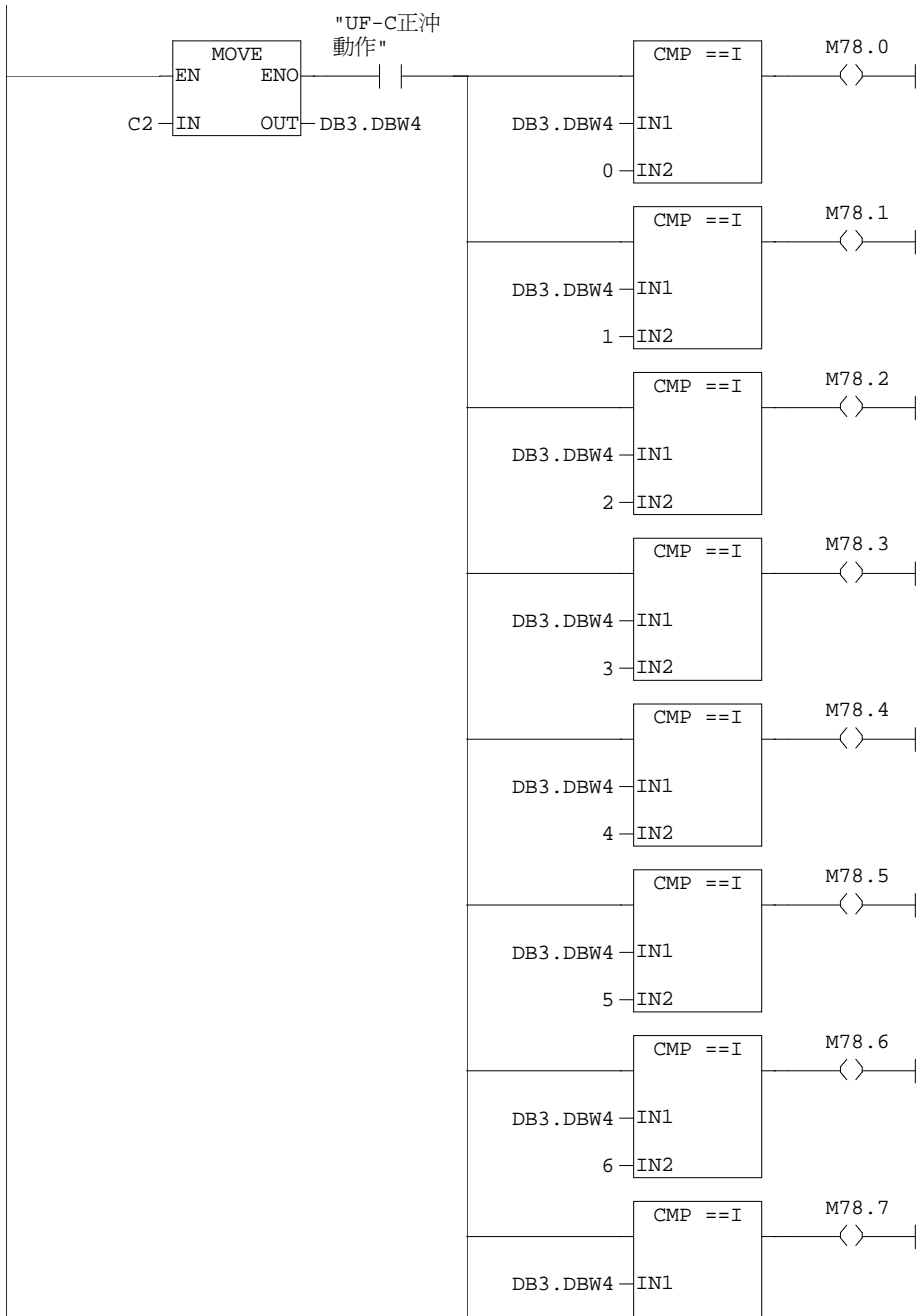 "UF-C正沖
動作"
MOVE
EN ENO
C2 IN OUT DB3.DBW4
CMP ==I M78.0
DB3.DBW4 IN1
0 IN2
CMP ==I M78.1
DB3.DBW4 IN1
1 IN2
CMP ==I M78.2
DB3.DBW4 IN1
2 IN2
CMP ==I M78.3
DB3.DBW4 IN1
3 IN2
CMP ==I M78.4
DB3.DBW4 IN1
4 IN2
CMP ==I M78.5
DB3.DBW4 IN1
5 IN2
CMP ==I M78.6
DB3.DBW4 IN1
6 IN2
CMP ==I M78.7
DB3.DBW4 IN1